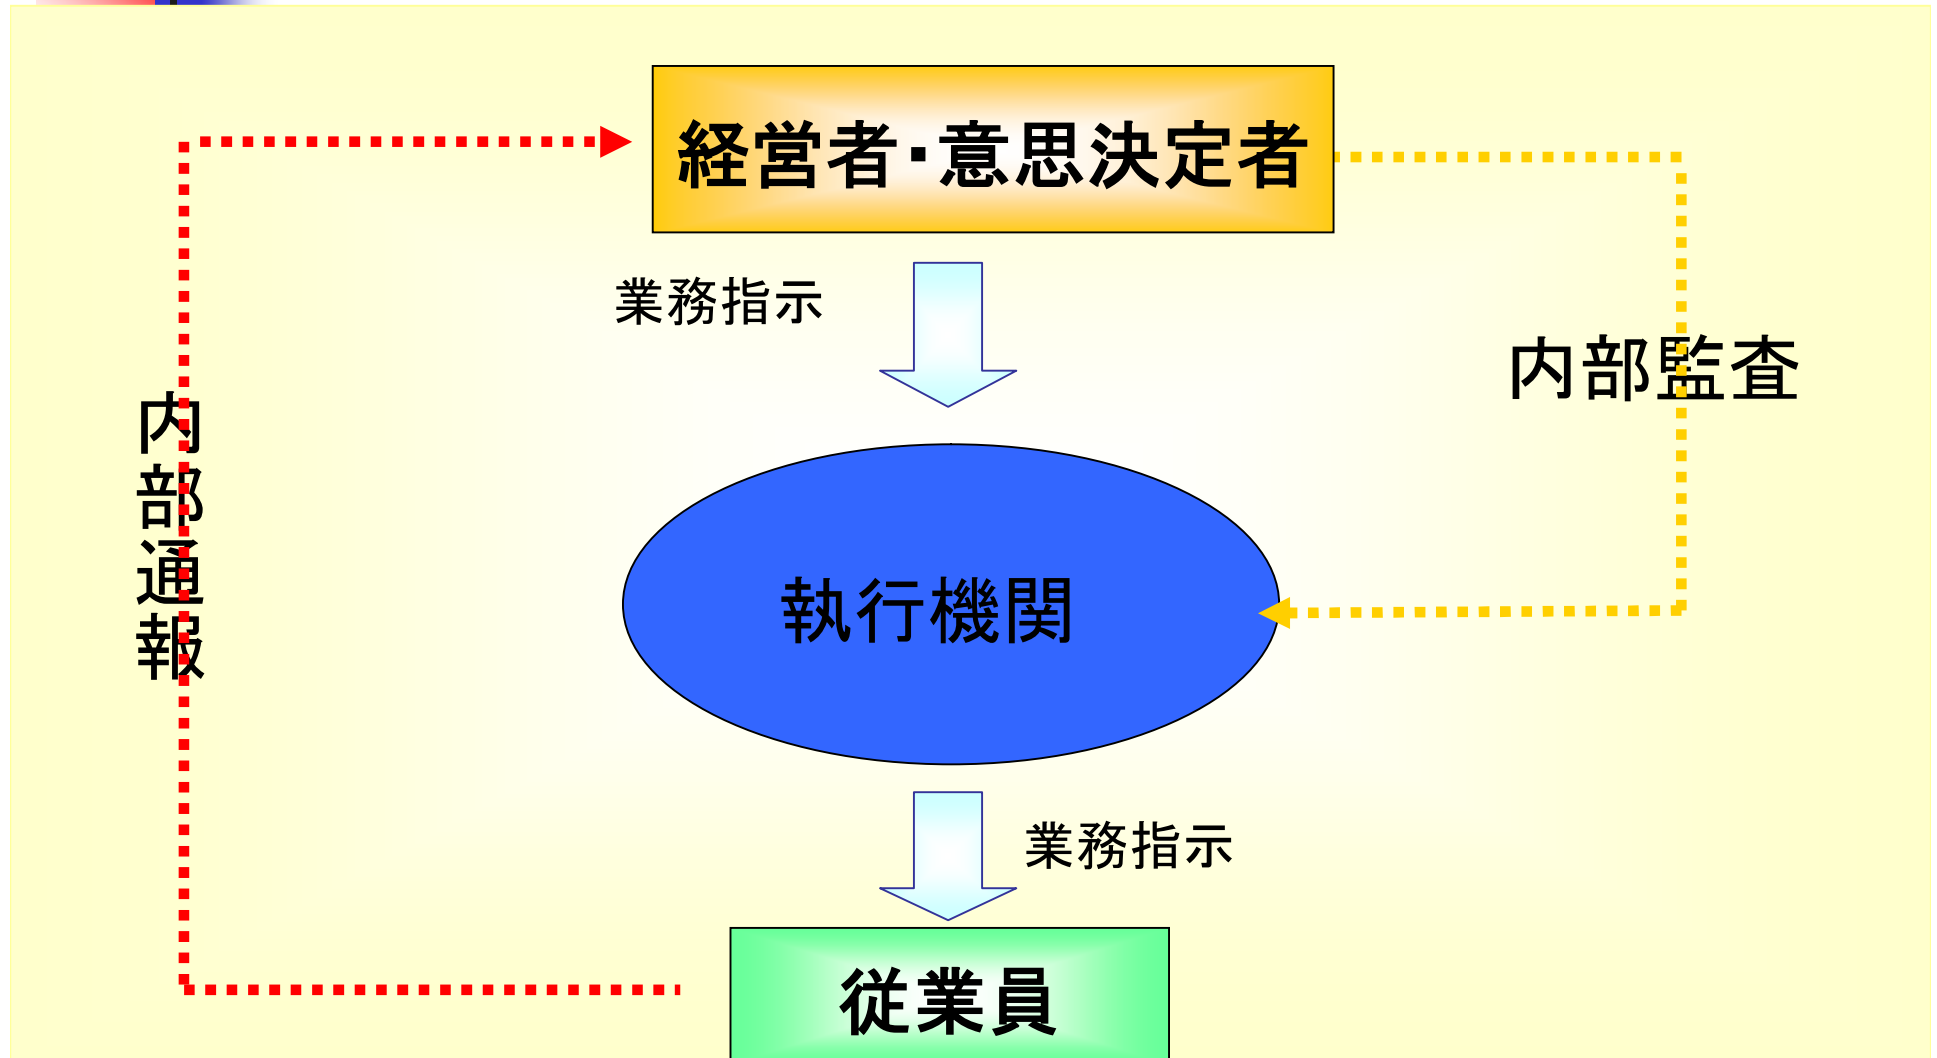 経営者・意思決定者
業務指示
内部監査
内部通報
執行機関
業務指示
従業員